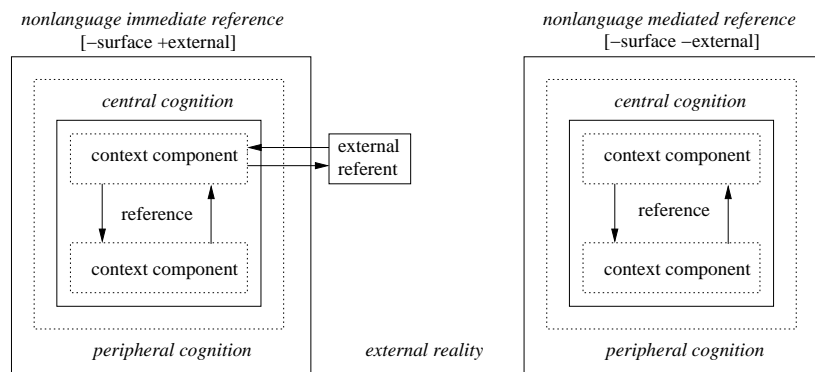 nonlanguage immediate reference
[−surface +external]
central cognition
context component
reference
context component
peripheral cognition
external
referent
external reality
nonlanguage mediated reference
[−surface −external]
central cognition
context component
reference
context component
peripheral cognition